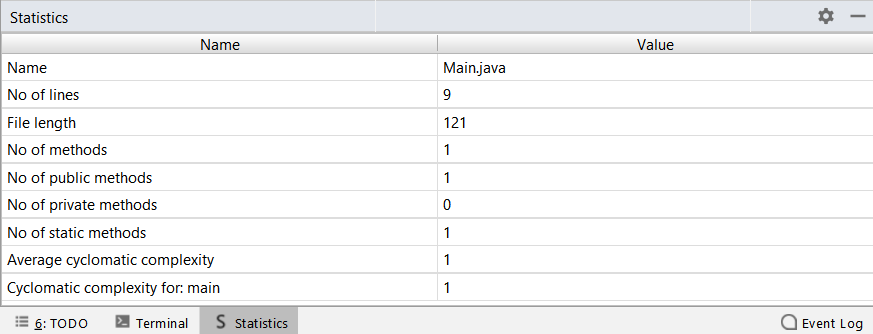 Statistics
Name Value
Name Main.java
No of lines 9
File length 121
No of methods 1
No of public methods 1
No of private methods 0
No of static methods 1
Average cyclomatic complexity 1
Cyclomatic complexity for: main 1
6: TODO Terminal S Statistics Event Log